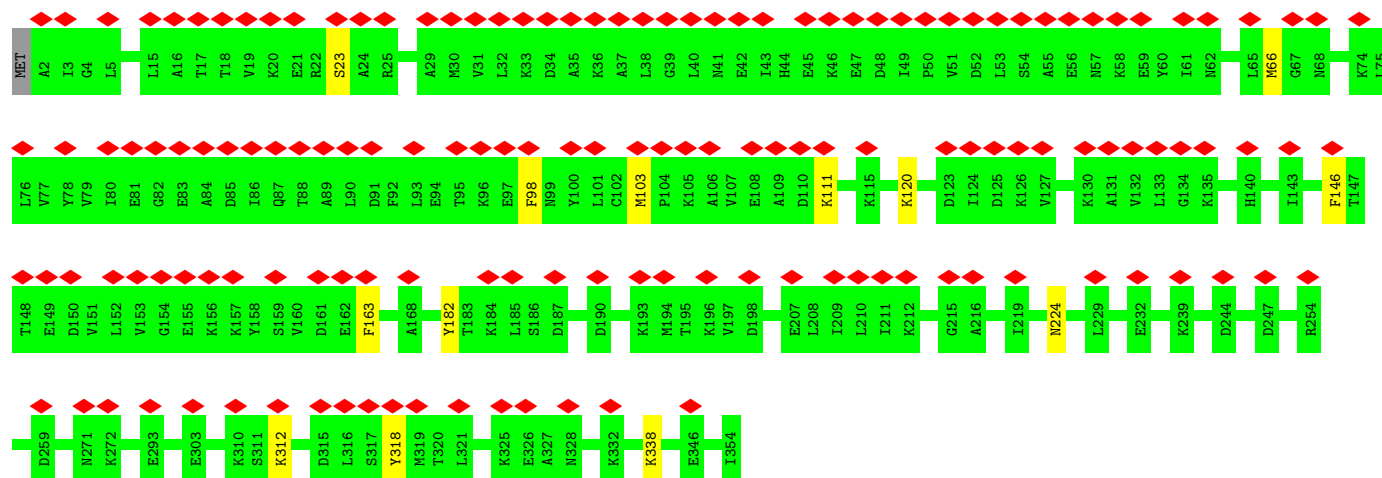 MET A2 I3 G4 L5 L15 A16 T17 T18 V19 K20 E21 R22 S23 A24 R25 A29 M30 V31 L32 K33 D34 A35 K36 A37 L38 G39 L40 N41 E42 I43 H44 E45 K46 E47 D48 I49 P50 V51 D52 L53 S54 A55 E56 N57 K58 E59 Y60 I61 N62 L65 M66 G67 N68 K74 L75
L76 V77 Y78 V79 I80 E81 G82 E83 A84 D85 I86 Q87 T88 A89 L90 D91 F92 L93 E94 T95 K96 E97 F98 N99 Y100 L101 C102 M103 P104 K105 A106 V107 E108 A109 D110 K111 K115 K120 D123 I124 D125 K126 V127 K130 A131 V132 L133 G134 K135 H140 I143 F146 T147
T148 E149 D150 V151 L152 V153 G154 E155 K156 K157 Y158 S159 V160 D161 E162 F163 A168 Y182 T183 K184 L185 S186 D187 D190 K193 M194 T195 K196 V197 D198 E207 L208 I209 L210 I211 K212 G215 A216 I219 N224 L229 E232 K239 D244 D247 R254
D259 N271 K272 E293 E303 K310 S311 K312 D315 L316 S317 Y318 M319 T320 L321 K325 E326 A327 N328 K332 K338 E346 I354